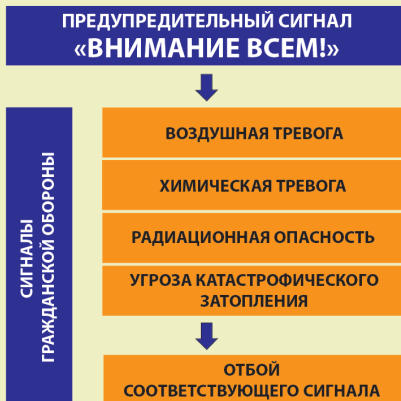 ПРЕДУПРЕДИТЕЛЬНЫЙ СИГНАЛ
«ВНИМАНИЕ ВСЕМ!»
СИГНАЛЫ
ГРАЖДАНСКОЙ ОБОРОНЫ
ВОЗДУШНАЯ ТРЕВОГА
ХИМИЧЕСКАЯ ТРЕВОГА
РАДИАЦИОННАЯ ОПАСНОСТЬ
УГРОЗА КАТАСТРОФИЧЕСКОГО
ЗАТОПЛЕНИЯ
ОТБОЙ
СООТВЕТСТВУЮЩЕГО СИГНАЛА